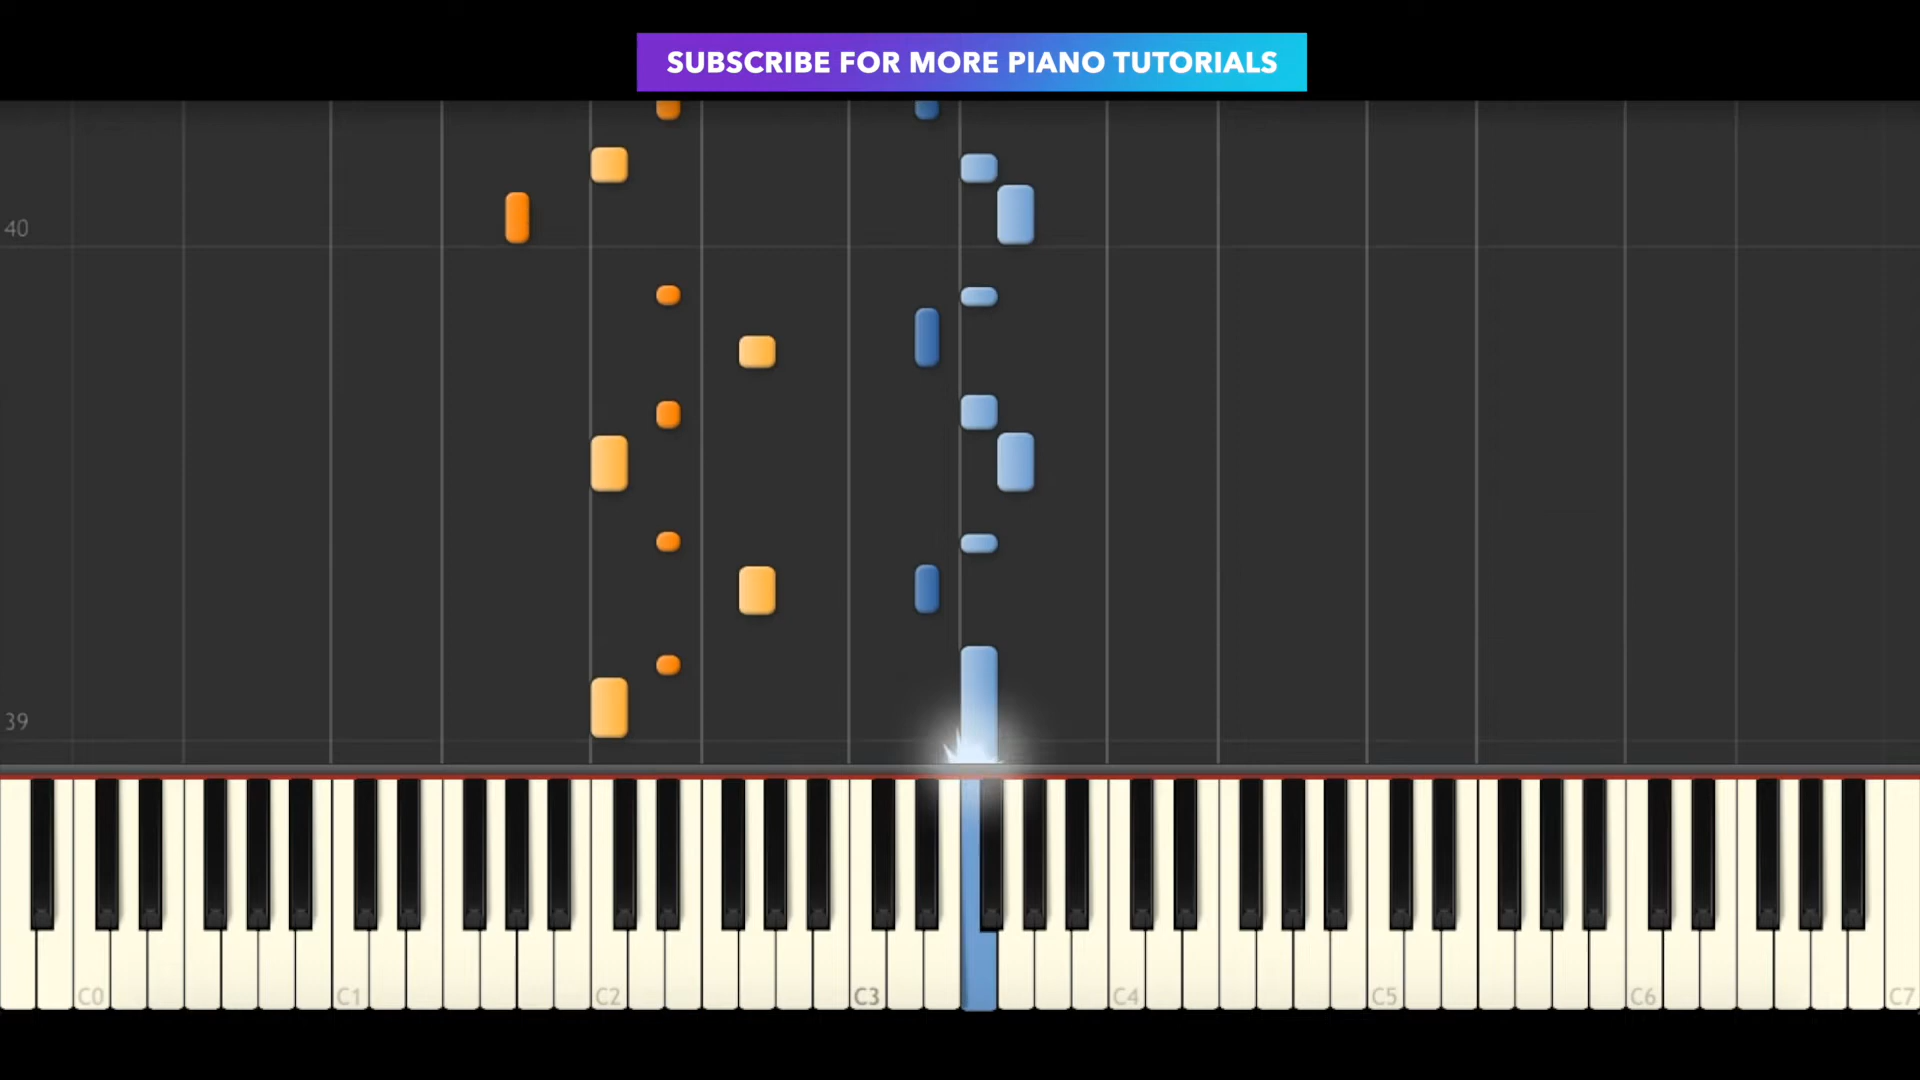 SUBSCRIBE FOR MORE PIANO TUTORIALS
40
39
C0 C1 C2 C3 C4 C5 C6 C7